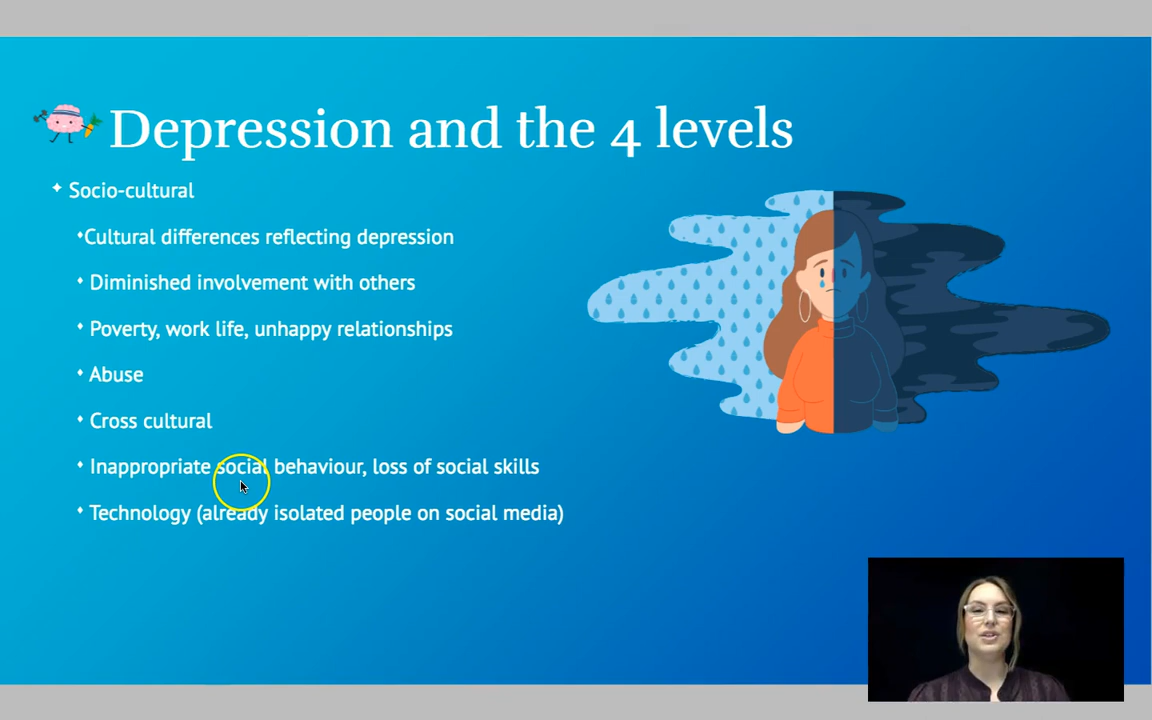 Depression and the 4 levels
Socio-cultural
Cultural differences reflecting depression
Diminished involvement with others
Poverty, work life, unhappy relationships
Abuse
Cross cultural
Inappropriate social behaviour, loss of social skills
Technology (already isolated people on social media)